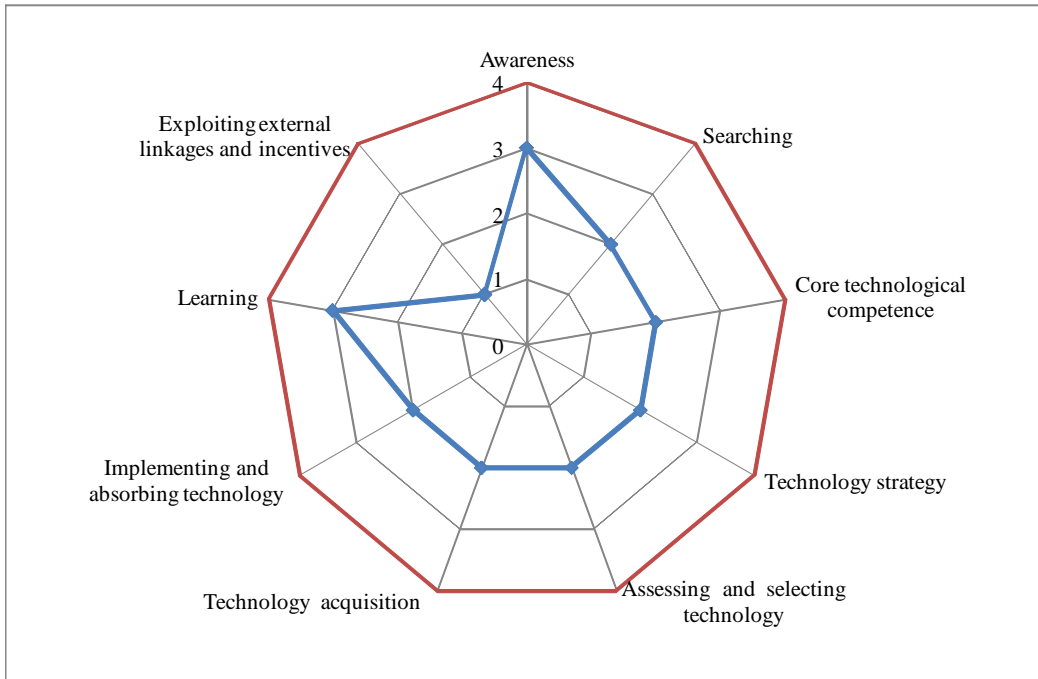 Awareness
4
Exploiting external
linkages and incentives
Searching
3
2
Core technological
competence
Learning
1
0
Implementing and
absorbing technology
Technology strategy
Assessing and selecting
technology
Technology acquisition